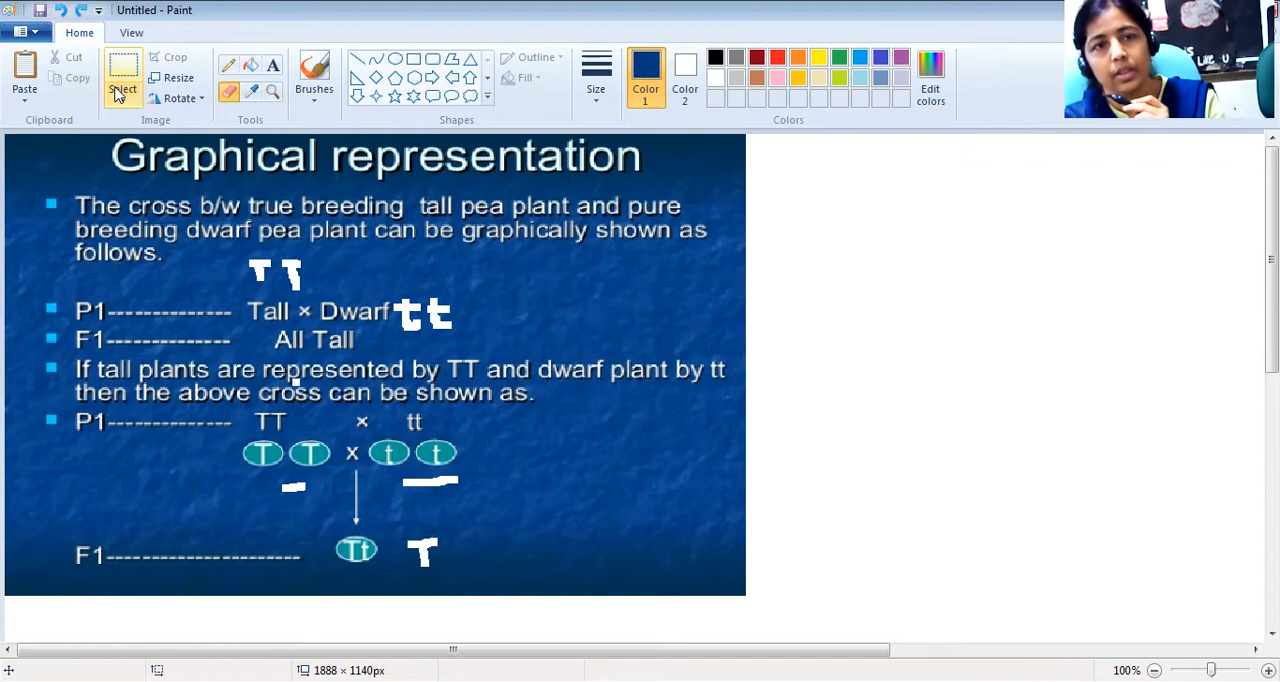 Untitled - Paint
Home View
Paste
Cut
Copy
Clipboard
Select
Crop
Resize
Rotate
Image
A
Tools
Brushes
Shapes
Outline
Fill
Size
Color 1
Color 2
Edit colors
Colors
Graphical representation
The cross b/w true breeding tall pea plant and pure
breeding dwarf pea plant can be graphically shown as
follows.
T T
P1-------------- Tall × Dwarf tt
F1-------------- All Tall
If tall plants are represented by TT and dwarf plant by tt
then the above cross can be shown as.
P1-------------- TT × tt
T T x t t
F1---------------------- Tt T
1888 × 1140px
100%